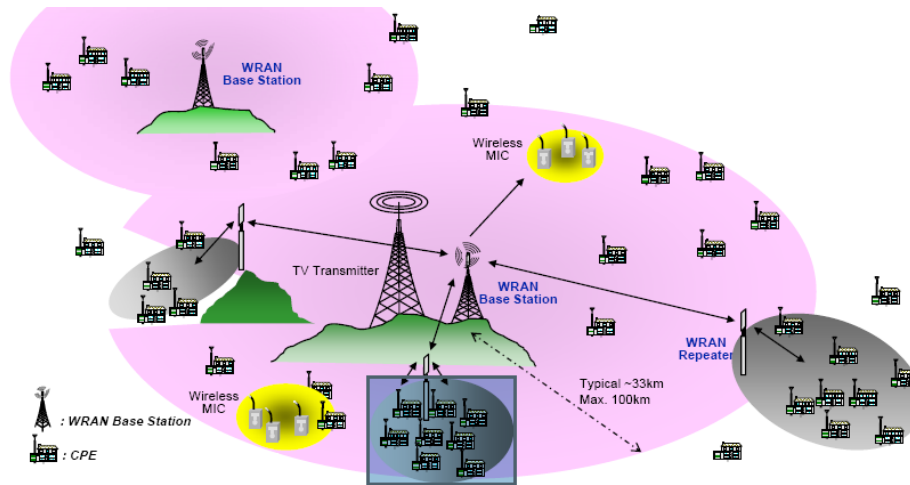 WRAN
Base Station
Wireless
MIC
TV Transmitter
WRAN
Base Station
WRAN
Repeater
Typical ~33km
Max. 100km
Wireless
MIC
: WRAN Base Station
: CPE